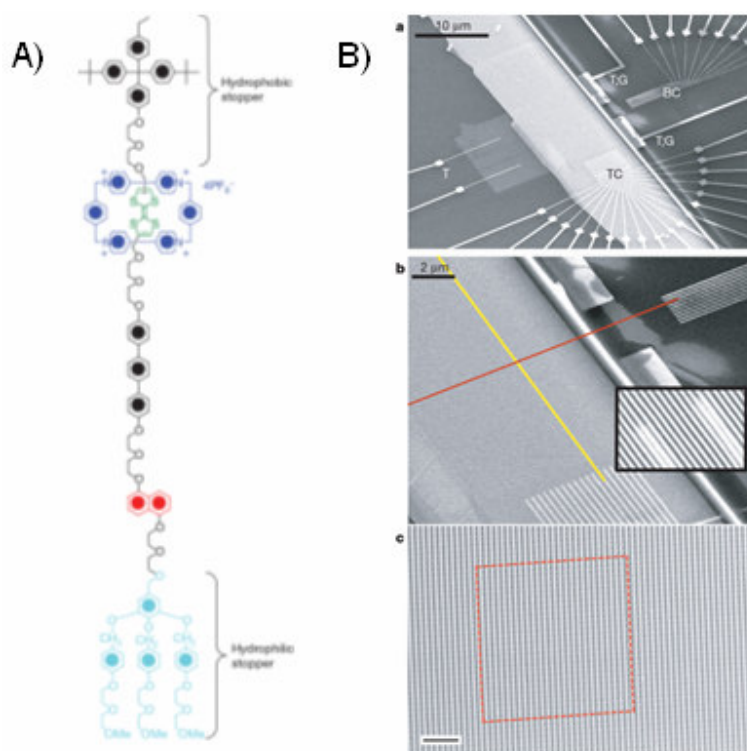 A)
Hydrophobic
stopper
N
+
N
+
4PF6-
N
+
N
+
O
O
O
O
O
O
O
O
O
O
CH2
CH2
CH2
O
O
O
O
O
O
OMe
OMe
OMe
Hydrophilic
stopper
B)
a
10 µm
T;G
BC
T;G
T
TC
b
2 µm
c